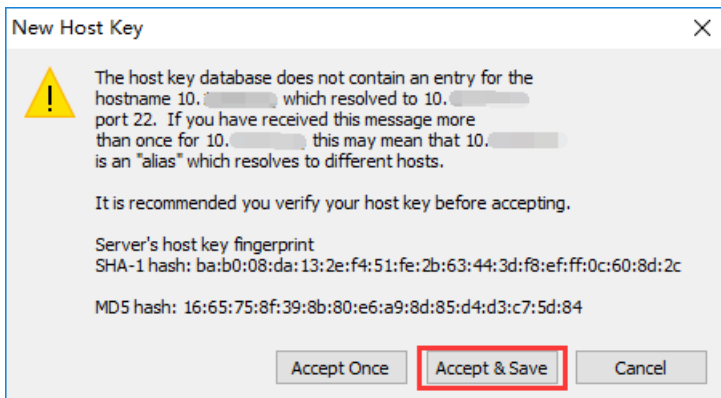 New Host Key
The host key database does not contain an entry for the
hostname 10. which resolved to 10.
port 22. If you have received this message more
than once for 10. this may mean that 10.
is an "alias" which resolves to different hosts.
It is recommended you verify your host key before accepting.
Server's host key fingerprint
SHA-1 hash: ba:b0:08:da:13:2e:f4:51:fe:2b:63:44:3d:f8:ef:ff:0c:60:8d:2c
MD5 hash: 16:65:75:8f:39:8b:80:e6:a9:8d:85:d4:d3:c7:5d:84
Accept Once Accept & Save Cancel